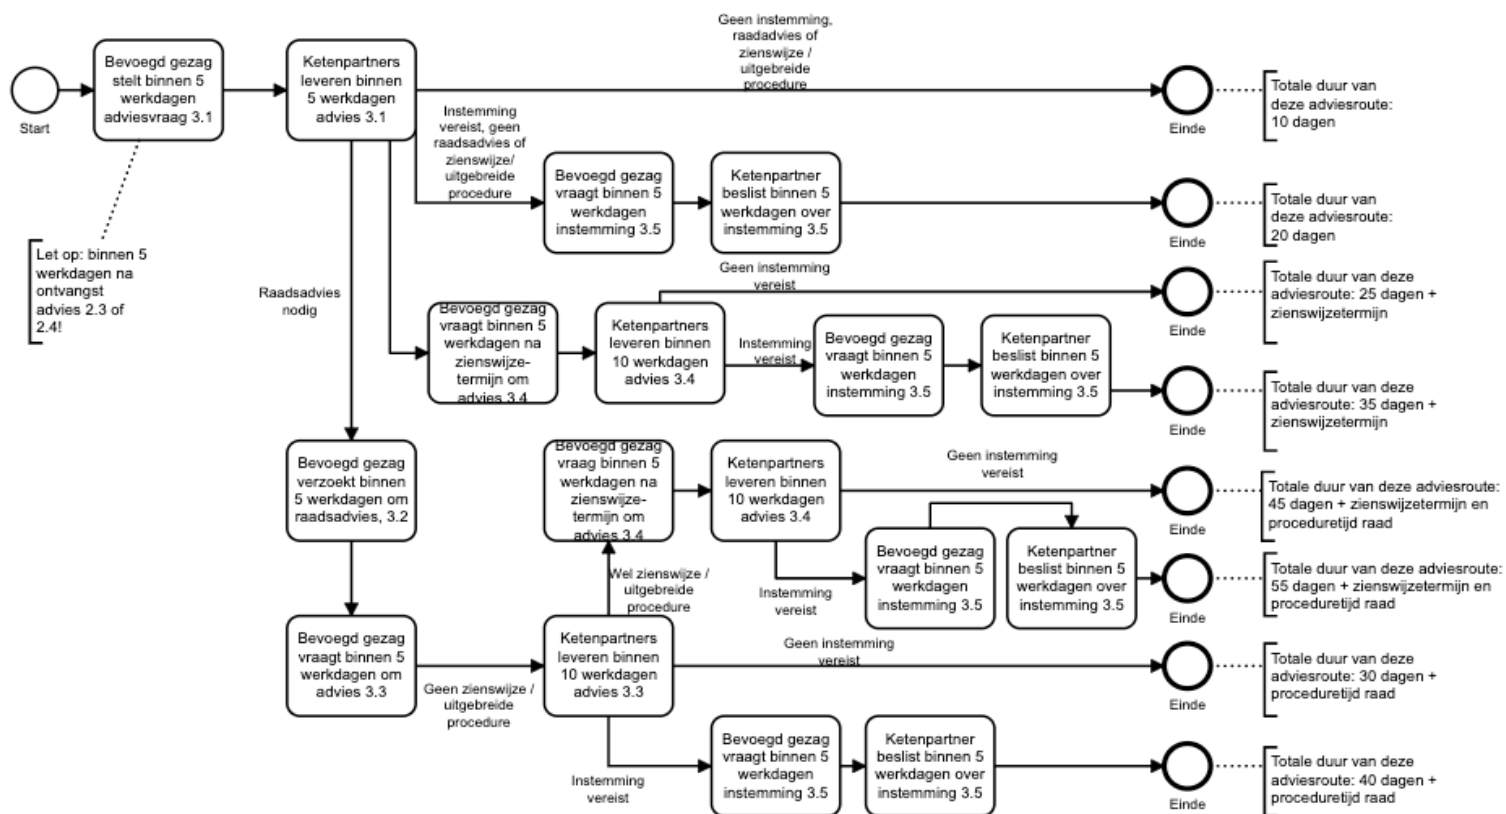 Start
Bevoegd gezag
stelt binnen 5
werkdagen
adviesvraag 3.1
Ketenpartners
leveren binnen
5 werkdagen
advies 3.1
Geen instemming,
raadadvies of
zienswijze /
uitgebreide
procedure
Einde
Totale duur van
deze adviesroute:
10 dagen
Let op: binnen 5
werkdagen na
ontvangst
advies 2.3 of
2.4!
Instemming
vereist, geen
raadsadvies of
zienswijze/
uitgebreide
procedure
Bevoegd gezag
vraagt binnen 5
werkdagen
instemming 3.5
Ketenpartner
beslist binnen 5
werkdagen over
instemming 3.5
Einde
Totale duur van
deze adviesroute:
20 dagen
Raadsadvies
nodig
Bevoegd gezag
vraagt binnen 5
werkdagen na
zienswijze-
termijn om
advies 3.4
Ketenpartners
leveren binnen
10 werkdagen
advies 3.4
Geen instemming
vereist
Einde
Totale duur van deze
adviesroute: 25 dagen +
zienswijzetermijn
Instemming
vereist
Bevoegd gezag
vraagt binnen 5
werkdagen
instemming 3.5
Ketenpartner
beslist binnen 5
werkdagen over
instemming 3.5
Einde
Totale duur van deze
adviesroute: 35 dagen +
zienswijzetermijn
Bevoegd gezag
verzoekt binnen
5 werkdagen om
raadsadvies, 3.2
Bevoegd gezag
vraag binnen 5
werkdagen na
zienswijze-
termijn om
advies 3.4
Ketenpartners
leveren binnen
10 werkdagen
advies 3.4
Geen instemming
vereist
Einde
Totale duur van deze adviesroute:
45 dagen + zienswijzetermijn en
proceduretijd raad
Instemming
vereist
Bevoegd gezag
vraagt binnen 5
werkdagen
instemming 3.5
Ketenpartner
beslist binnen 5
werkdagen over
instemming 3.5
Einde
Totale duur van deze adviesroute:
55 dagen + zienswijzetermijn en
proceduretijd raad
Wel zienswijze /
uitgebreide
procedure
Bevoegd gezag
vraagt binnen 5
werkdagen om
advies 3.3
Geen zienswijze /
uitgebreide
procedure
Ketenpartners
leveren binnen
10 werkdagen
advies 3.3
Geen instemming
vereist
Einde
Totale duur van deze
adviesroute: 30 dagen +
proceduretijd raad
Instemming
vereist
Bevoegd gezag
vraagt binnen 5
werkdagen
instemming 3.5
Ketenpartner
beslist binnen 5
werkdagen over
instemming 3.5
Einde
Totale duur van deze
adviesroute: 40 dagen +
proceduretijd raad